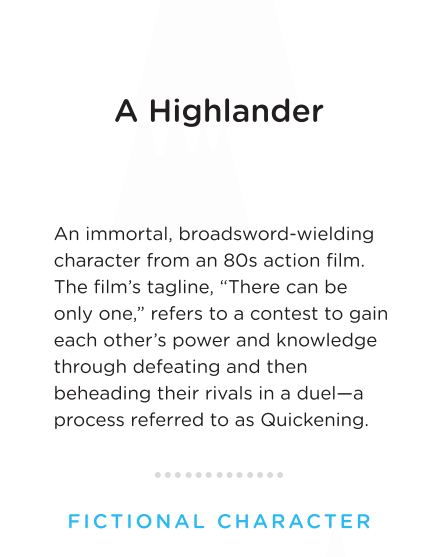 A Highlander
An immortal, broadsword-wielding
character from an 80s action film.
The film’s tagline, “There can be
only one,” refers to a contest to gain
each other’s power and knowledge
through defeating and then
beheading their rivals in a duel—a
process referred to as Quickening.
FICTIONAL CHARACTER